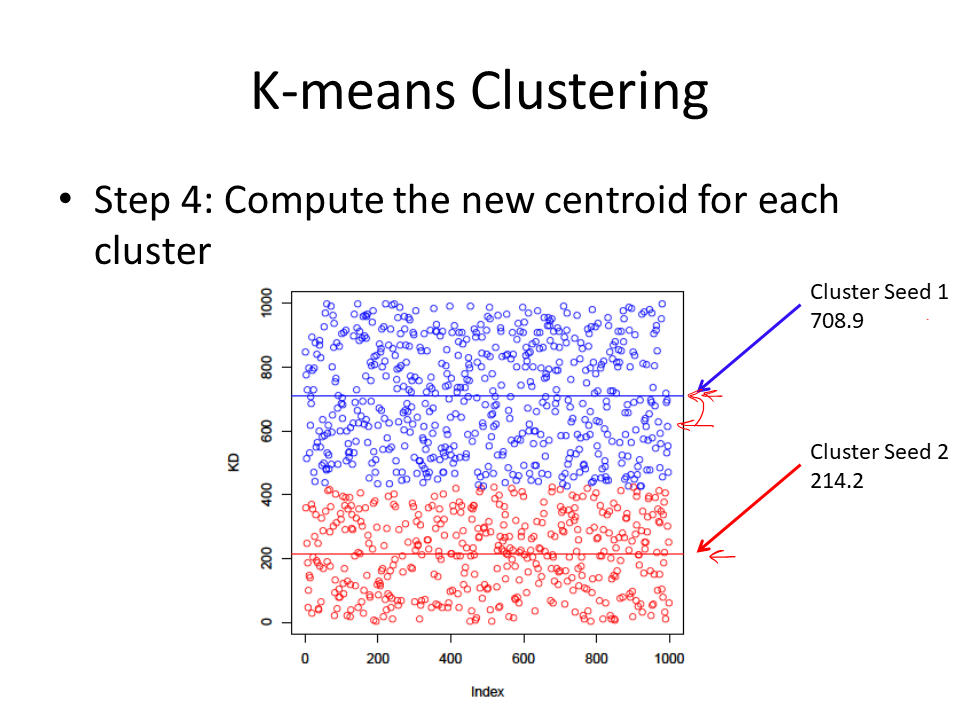 K-means Clustering
• Step 4: Compute the new centroid for each
cluster
Cluster Seed 1
708.9
Cluster Seed 2
214.2
KD
1000
800
600
400
200
0
0 200 400 600 800 1000
Index